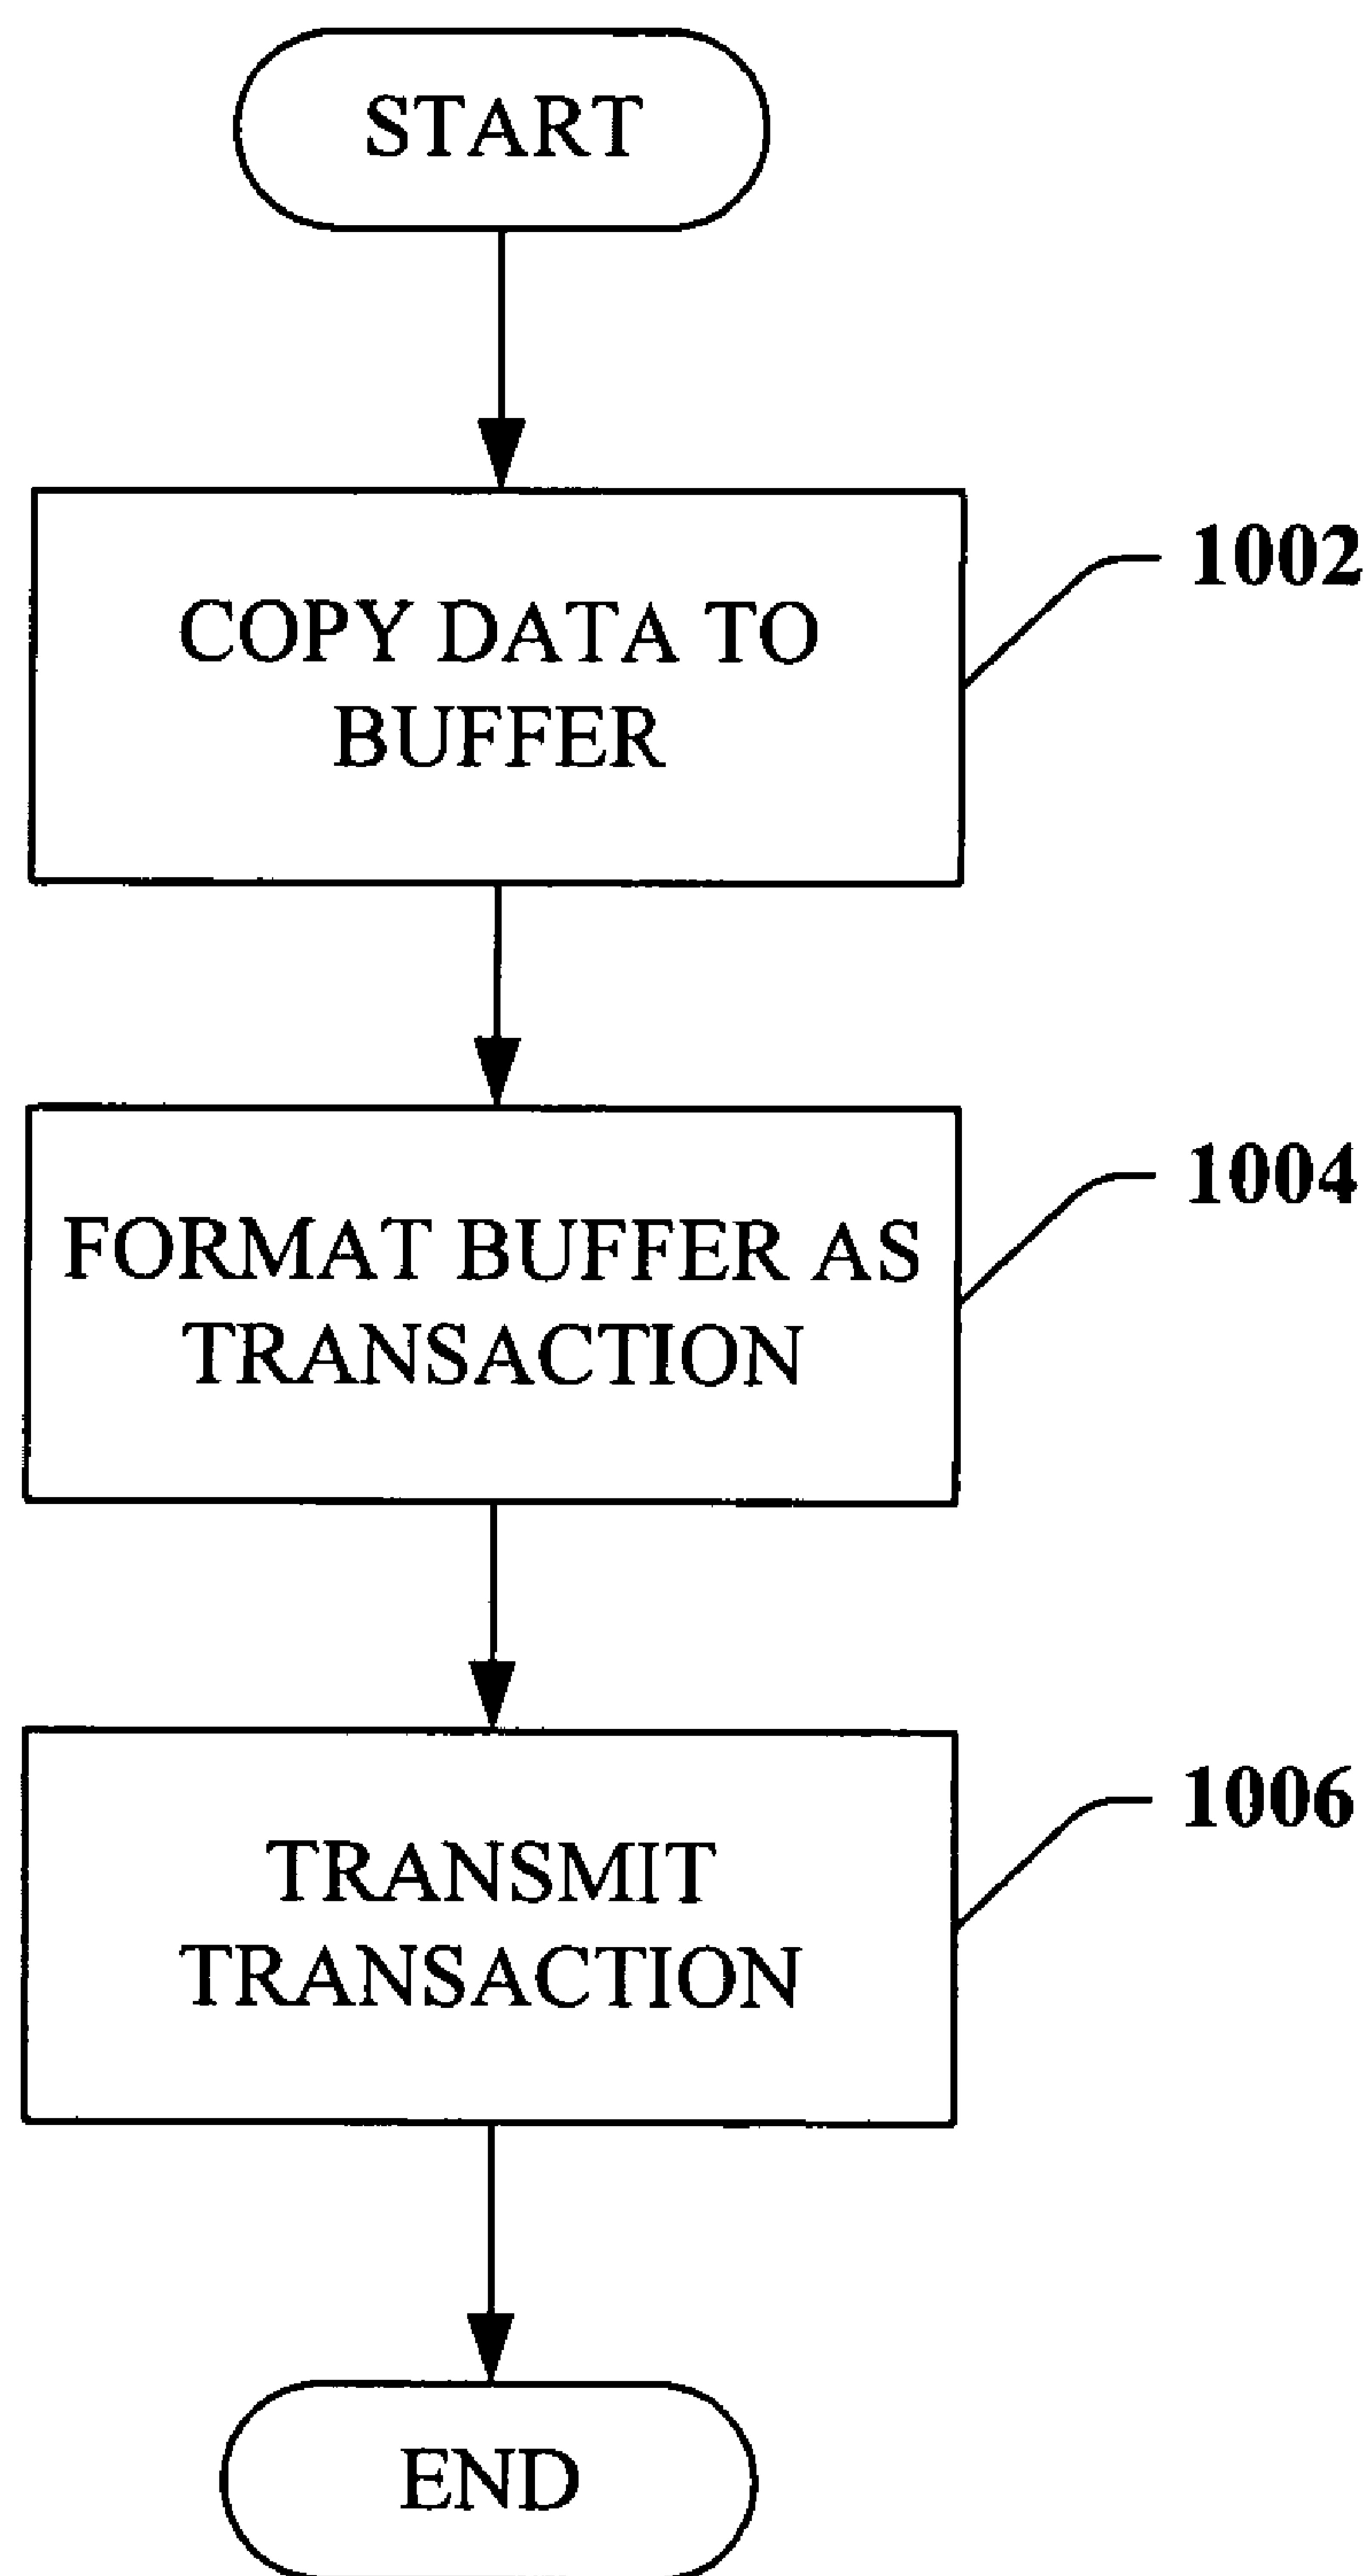 START
COPY DATA TO
BUFFER
1002
FORMAT BUFFER AS
TRANSACTION
1004
TRANSMIT
TRANSACTION
1006
END